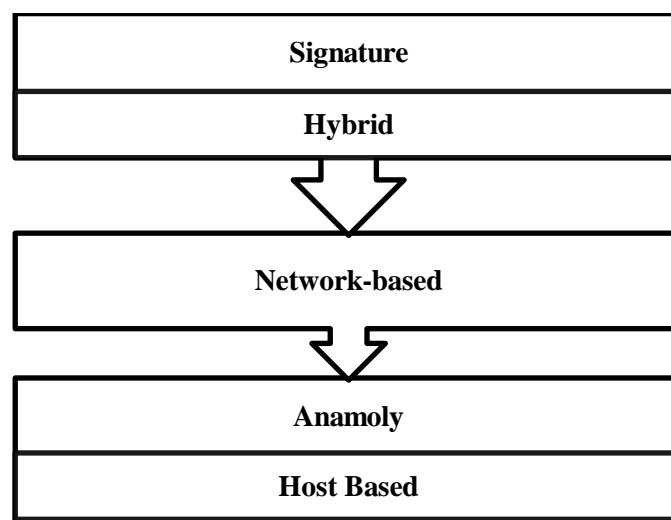 Signature
Hybrid
Network-based
Anamoly
Host Based